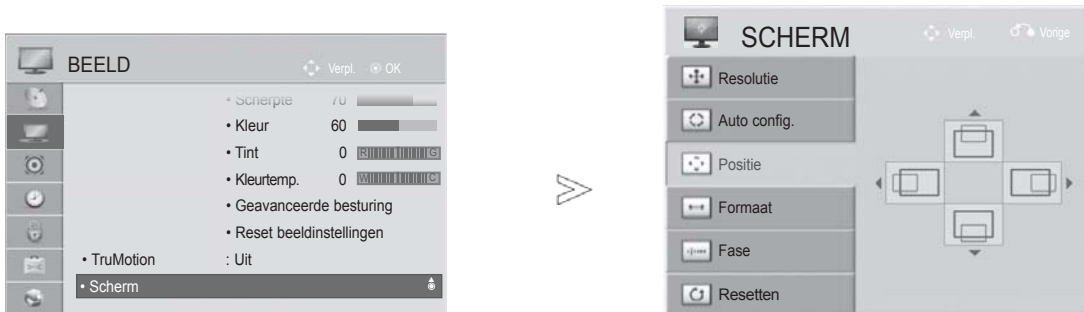 BEELD
Verpl. OK
• Scherpte 70
• Kleur 60
• Tint 0 R G
• Kleurtemp. 0 W C
• Geavanceerde besturing
• Reset beeldinstellingen
• TruMotion : Uit
• Scherm
SCHERM
Verpl. Vorige
Resolutie
Auto config.
Positie
Formaat
Fase
Resetten